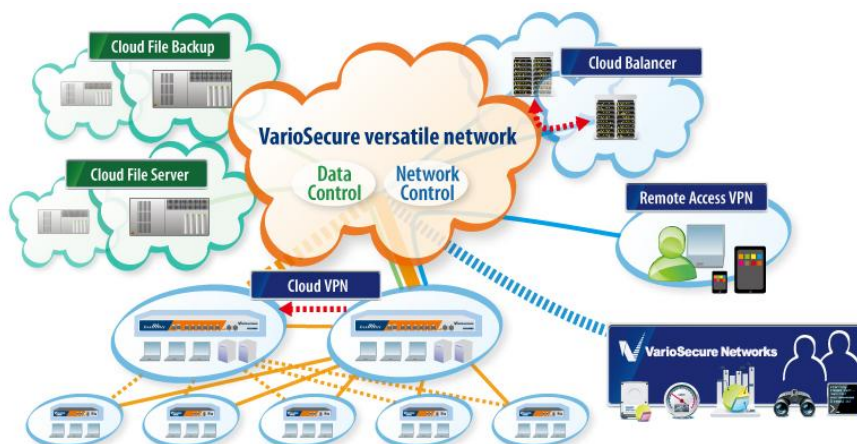 Cloud File Backup
Cloud Balancer
VarioSecure versatile network
Data
Control
Network
Control
Cloud File Server
Remote Access VPN
Cloud VPN
VarioSecure Networks